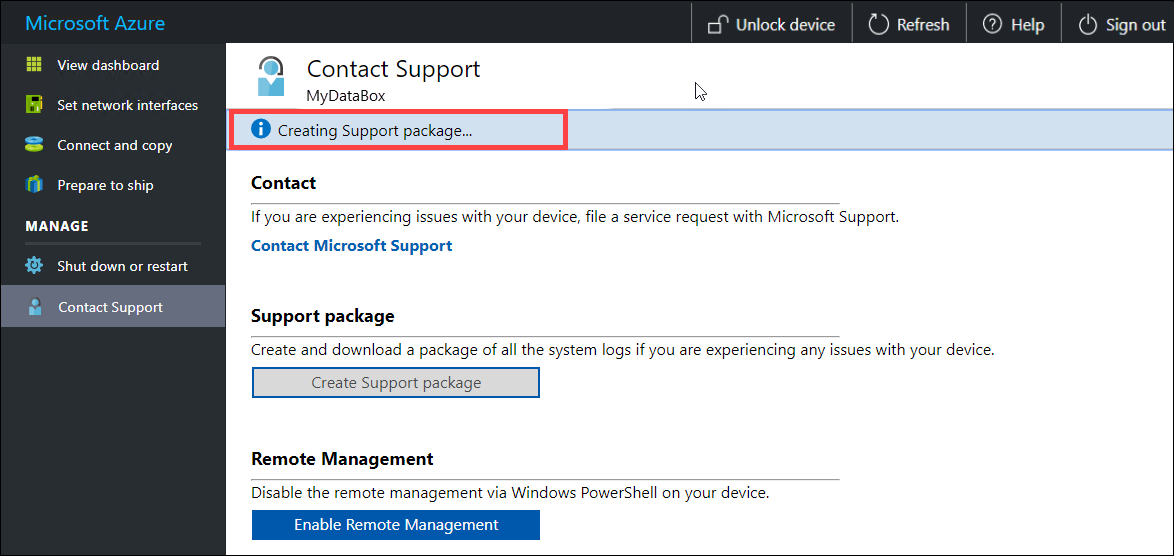 Microsoft Azure
Unlock device
Refresh
Help
Sign out
View dashboard
Set network interfaces
Connect and copy
Prepare to ship
MANAGE
Shut down or restart
Contact Support
Contact Support
MyDataBox
Creating Support package...
Contact
If you are experiencing issues with your device, file a service request with Microsoft Support.
Contact Microsoft Support
Support package
Create and download a package of all the system logs if you are experiencing any issues with your device.
Create Support package
Remote Management
Disable the remote management via Windows PowerShell on your device.
Enable Remote Management